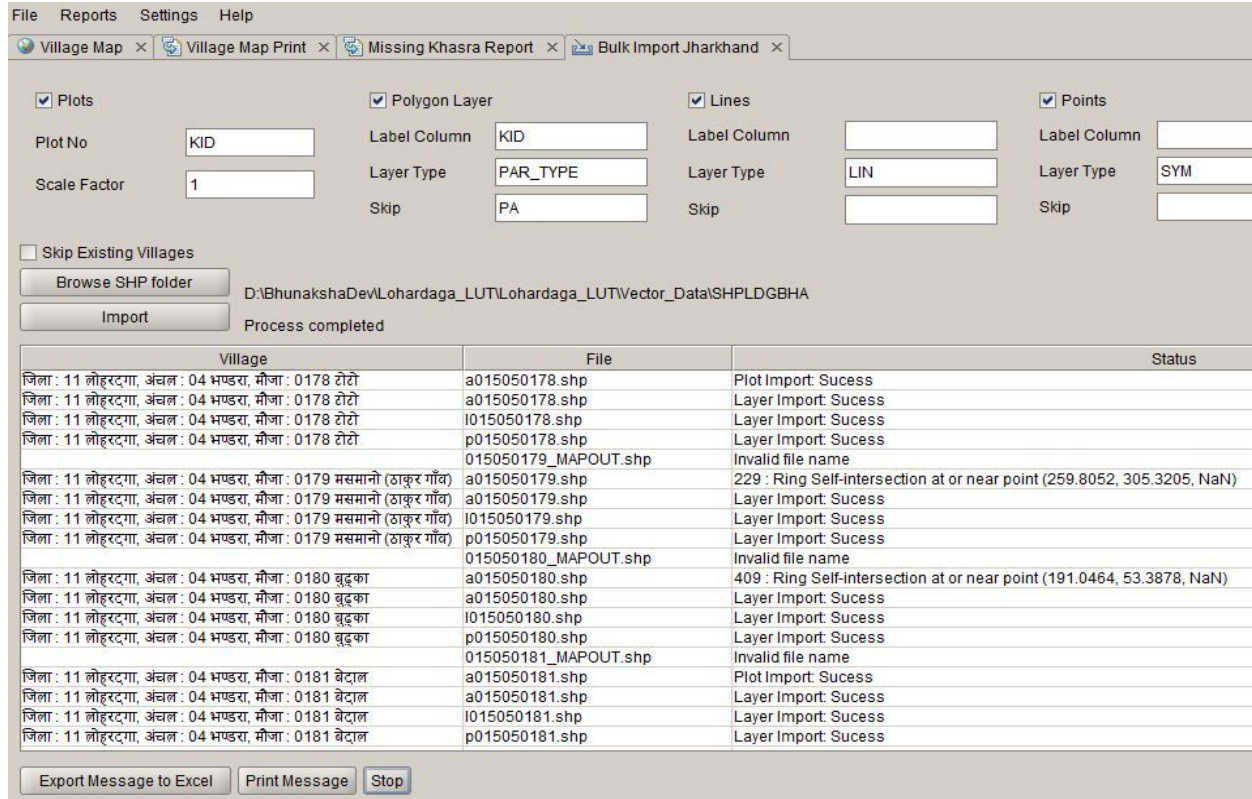 File Reports Settings Help
Village Map × Village Map Print × Missing Khasra Report × Bulk Import Jharkhand ×
Plots Polygon Layer Lines Points
Plot No KID Label Column KID Label Column Label Column
Scale Factor 1 Layer Type PAR_TYPE Layer Type LIN Layer Type SYM
Skip PA Skip Skip
Skip Existing Villages
Browse SHP folder D:\BhunakshaDev\Lohardaga_LUT\Lohardaga_LUT\Vector_Data\SHPLDGBHA
Import Process completed
Village File Status
जिला : 11 लोहरदगा, अंचल : 04 भण्डरा, मौजा : 0178 टोटो a015050178.shp Plot Import: Sucess
जिला : 11 लोहरदगा, अंचल : 04 भण्डरा, मौजा : 0178 टोटो a015050178.shp Layer Import: Sucess
जिला : 11 लोहरदगा, अंचल : 04 भण्डरा, मौजा : 0178 टोटो l015050178.shp Layer Import: Sucess
जिला : 11 लोहरदगा, अंचल : 04 भण्डरा, मौजा : 0178 टोटो p015050178.shp Layer Import: Sucess
015050179_MAPOUT.shp Invalid file name
जिला : 11 लोहरदगा, अंचल : 04 भण्डरा, मौजा : 0179 मसमानो (ठाकुर गाँव) a015050179.shp 229 : Ring Self-intersection at or near point (259.8052, 305.3205, NaN)
जिला : 11 लोहरदगा, अंचल : 04 भण्डरा, मौजा : 0179 मसमानो (ठाकुर गाँव) a015050179.shp Layer Import: Sucess
जिला : 11 लोहरदगा, अंचल : 04 भण्डरा, मौजा : 0179 मसमानो (ठाकुर गाँव) l015050179.shp Layer Import: Sucess
जिला : 11 लोहरदगा, अंचल : 04 भण्डरा, मौजा : 0179 मसमानो (ठाकुर गाँव) p015050179.shp Layer Import: Sucess
015050180_MAPOUT.shp Invalid file name
जिला : 11 लोहरदगा, अंचल : 04 भण्डरा, मौजा : 0180 बुढ़का a015050180.shp 409 : Ring Self-intersection at or near point (191.0464, 53.3878, NaN)
जिला : 11 लोहरदगा, अंचल : 04 भण्डरा, मौजा : 0180 बुढ़का a015050180.shp Layer Import: Sucess
जिला : 11 लोहरदगा, अंचल : 04 भण्डरा, मौजा : 0180 बुढ़का l015050180.shp Layer Import: Sucess
जिला : 11 लोहरदगा, अंचल : 04 भण्डरा, मौजा : 0180 बुढ़का p015050180.shp Layer Import: Sucess
015050181_MAPOUT.shp Invalid file name
जिला : 11 लोहरदगा, अंचल : 04 भण्डरा, मौजा : 0181 बेदाल a015050181.shp Plot Import: Sucess
जिला : 11 लोहरदगा, अंचल : 04 भण्डरा, मौजा : 0181 बेदाल a015050181.shp Layer Import: Sucess
जिला : 11 लोहरदगा, अंचल : 04 भण्डरा, मौजा : 0181 बेदाल l015050181.shp Layer Import: Sucess
जिला : 11 लोहरदगा, अंचल : 04 भण्डरा, मौजा : 0181 बेदाल p015050181.shp Layer Import: Sucess
Export Message to Excel Print Message Stop